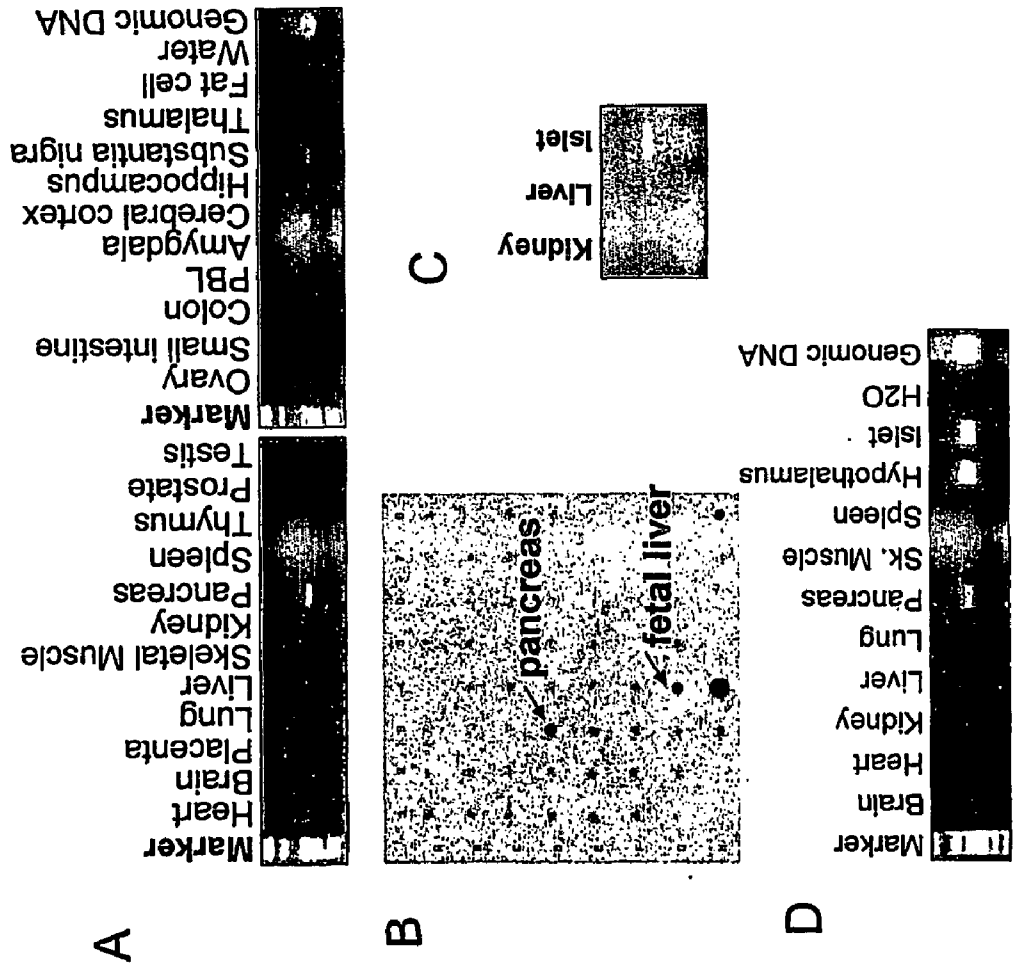 A
Marker
Heart
Brain
Placenta
Lung
Liver
Skeletal Muscle
Kidney
Pancreas
Spleen
Thymus
Prostate
Testis
Marker
Ovary
Small intestine
Colon
PBL
Amygdala
Cerebral cortex
Hippocampus
Substantia nigra
Thalamus
Fat cell
Water
Genomic DNA
B
pancreas
fetal liver
C
Kidney
Liver
Islet
D
Marker
Brain
Heart
Kidney
Liver
Lung
Pancreas
Sk. Muscle
Spleen
Hypothalamus
Islet
H2O
Genomic DNA